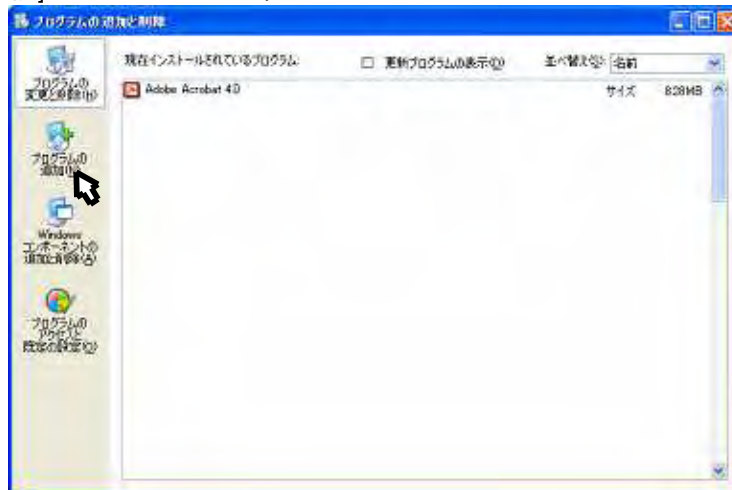 プログラムの追加と削除
現在インストールされているプログラム:
更新プログラムの表示(D)
並べ替え(S): 名前
プログラムの
変更と削除(H)
Adobe Acrobat 4.0
サイズ 8.28MB
プログラムの
追加(N)
Windows
コンポーネントの
追加と削除(A)
プログラムの
アクセスと
既定の設定(O)